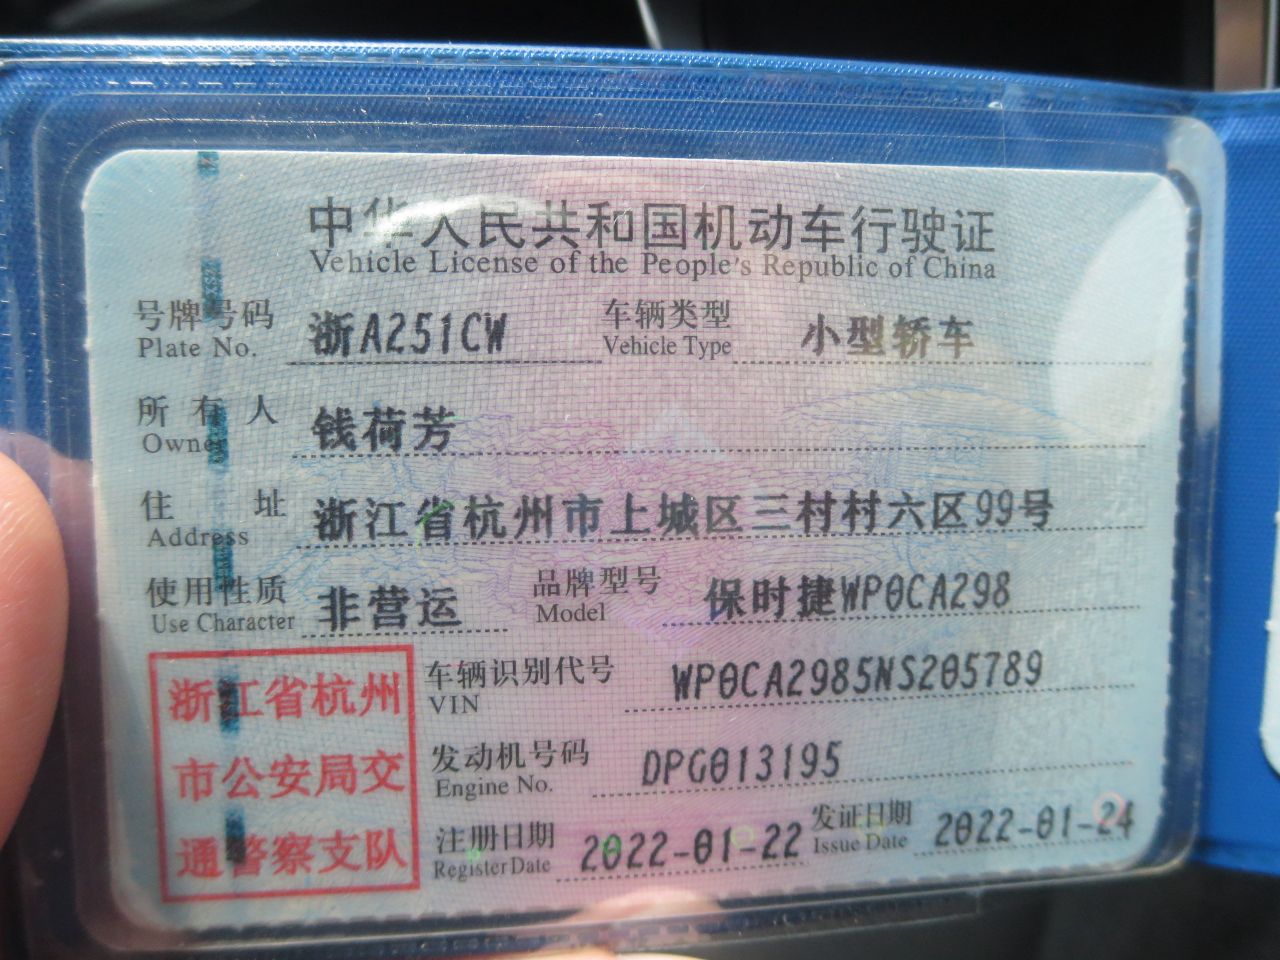 中华人民共和国机动车行驶证
Vehicle License of the People's Republic of China
号牌号码 浙A251CW 车辆类型 小型轿车
Plate No. Vehicle Type
所有人 钱荷芳
Owner
住址 浙江省杭州市上城区三村村六区99号
Address
使用性质 非营运 品牌型号 保时捷WP0CA298
Use Character Model
浙江省杭州 车辆识别代号 WP0CA2985NS205789
VIN
市公安局交 发动机号码 DPG013195
Engine No.
通警察支队 注册日期 2022-01-22 发证日期 2022-01-24
Register Date Issue Date